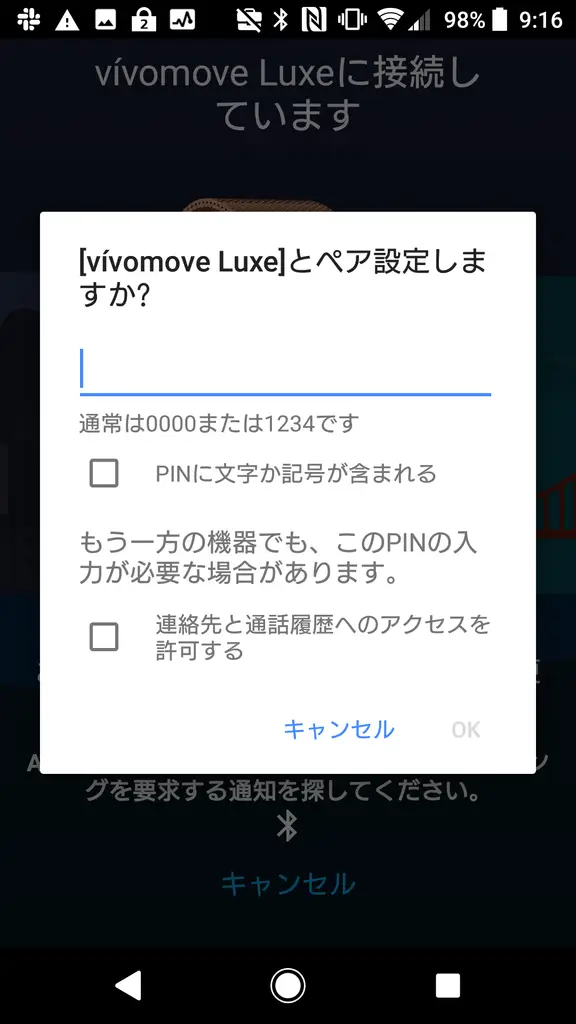 2
98%
9:16
vívomove Luxeに接続し
ています
[vívomove Luxe]とペア設定しま
すか?
通常は0000または1234です
PINに文字か記号が含まれる
もう一方の機器でも、このPINの入
力が必要な場合があります。
連絡先と通話履歴へのアクセスを
許可する
キャンセル
OK
グを要求する通知を探してください。
キャンセル